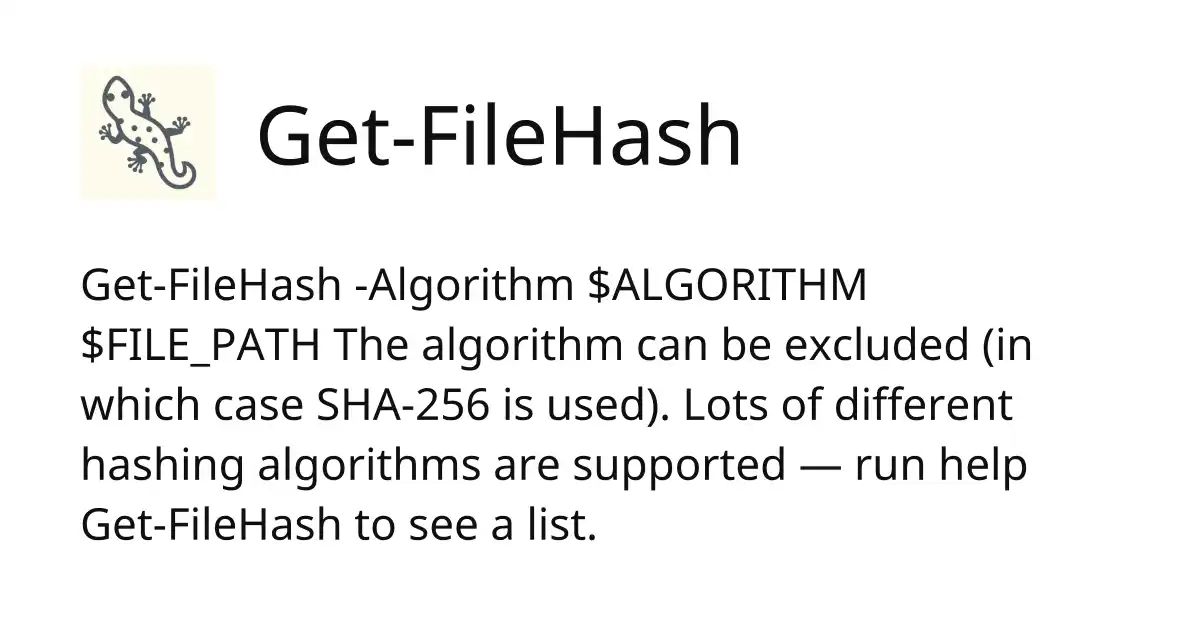 Get-FileHash
Get-FileHash -Algorithm $ALGORITHM
$FILE_PATH The algorithm can be excluded (in
which case SHA-256 is used). Lots of different
hashing algorithms are supported — run help
Get-FileHash to see a list.